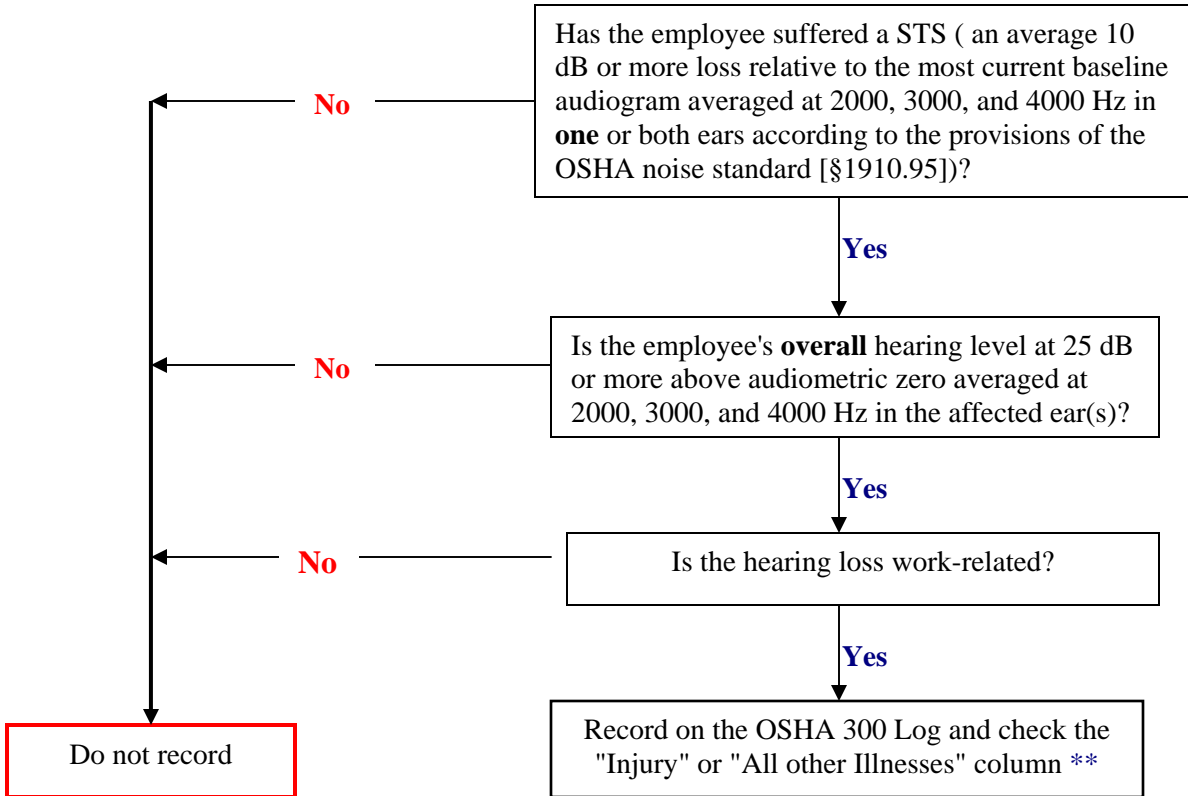 Has the employee suffered a STS ( an average 10
dB or more loss relative to the most current baseline
audiogram averaged at 2000, 3000, and 4000 Hz in
one or both ears according to the provisions of the
OSHA noise standard [§1910.95])?
No
Yes
Is the employee's overall hearing level at 25 dB
or more above audiometric zero averaged at
2000, 3000, and 4000 Hz in the affected ear(s)?
No
Yes
Is the hearing loss work-related?
No
Yes
Record on the OSHA 300 Log and check the
"Injury" or "All other Illnesses" column **
Do not record